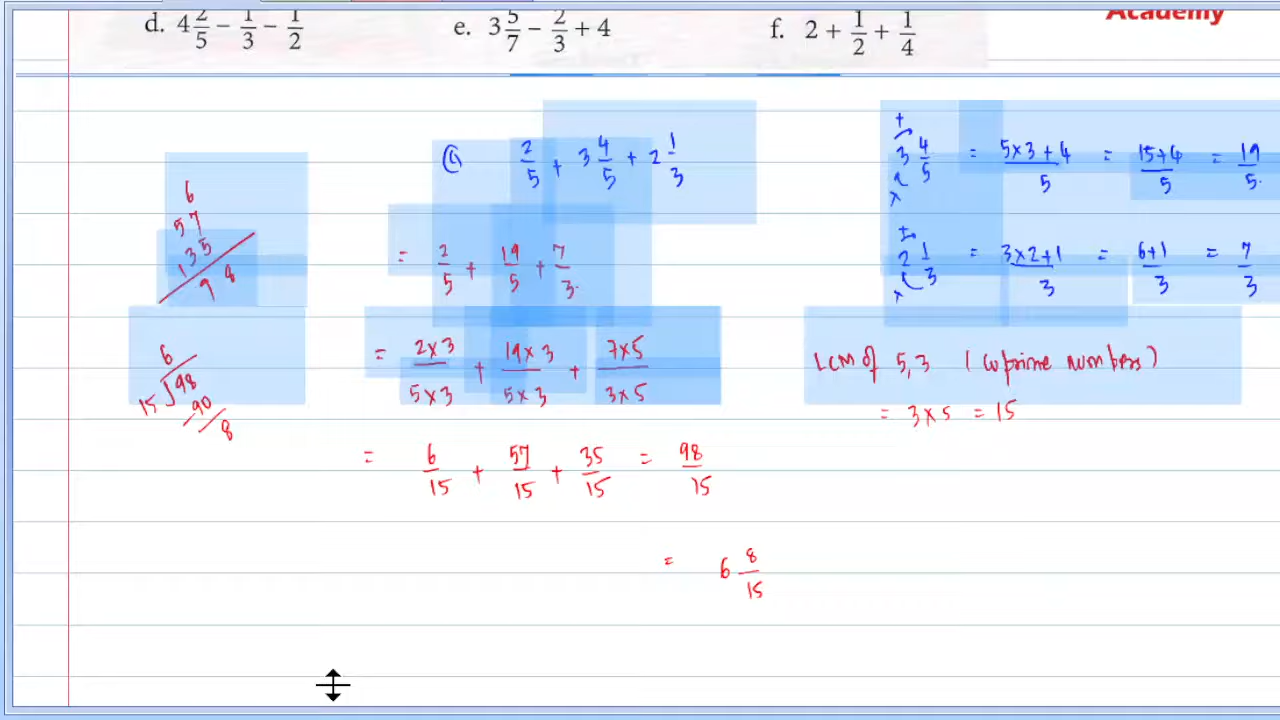 Academy
d. 4 2/5 − 1/3 − 1/2   e. 3 5/7 − 2/3 + 4   f. 2 + 1/2 + 1/4
2/5 + 3 4/5 + 2 1/3
+ 3 4/5 × = 5×3+4/5 = 15+4/5 = 19/5
6
57
135
98
= 2/5 + 19/5 + 7/3
+ 2 1/3 × = 3×2+1/3 = 6+1/3 = 7/3
= 2×3/5×3 + 19×3/5×3 + 7×5/3×5
LCM of 5,3 (Coprime numbers)
= 3×5 = 15
6
15 98
90
8
= 6/15 + 57/15 + 35/15 = 98/15
= 6 8/15